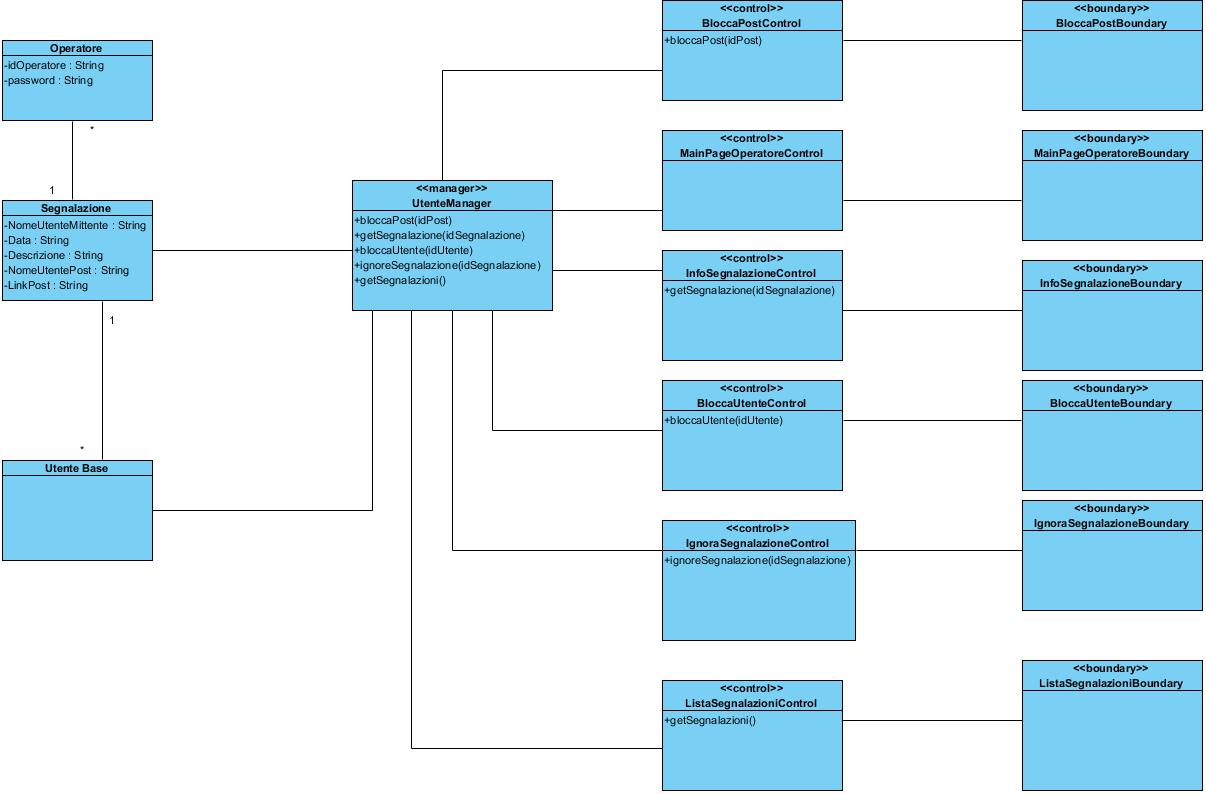 Operatore
-idOperatore : String
-password : String
*
1
Segnalazione
-NomeUtenteMittente : String
-Data : String
-Descrizione : String
-NomeUtentePost : String
-LinkPost : String
1
*
Utente Base
<<manager>>
UtenteManager
+bloccaPost(idPost)
+getSegnalazione(idSegnalazione)
+bloccaUtente(idUtente)
+ignoreSegnalazione(idSegnalazione)
+getSegnalazioni()
<<control>>
BloccaPostControl
+bloccaPost(idPost)
<<boundary>>
BloccaPostBoundary
<<control>>
MainPageOperatoreControl
<<boundary>>
MainPageOperatoreBoundary
<<control>>
InfoSegnalazioneControl
+getSegnalazione(idSegnalazione)
<<boundary>>
InfoSegnalazioneBoundary
<<control>>
BloccaUtenteControl
+bloccaUtente(idUtente)
<<boundary>>
BloccaUtenteBoundary
<<control>>
IgnoraSegnalazioneControl
+ignoreSegnalazione(idSegnalazione)
<<boundary>>
IgnoraSegnalazioneBoundary
<<control>>
ListaSegnalazioniControl
+getSegnalazioni()
<<boundary>>
ListaSegnalazioniBoundary